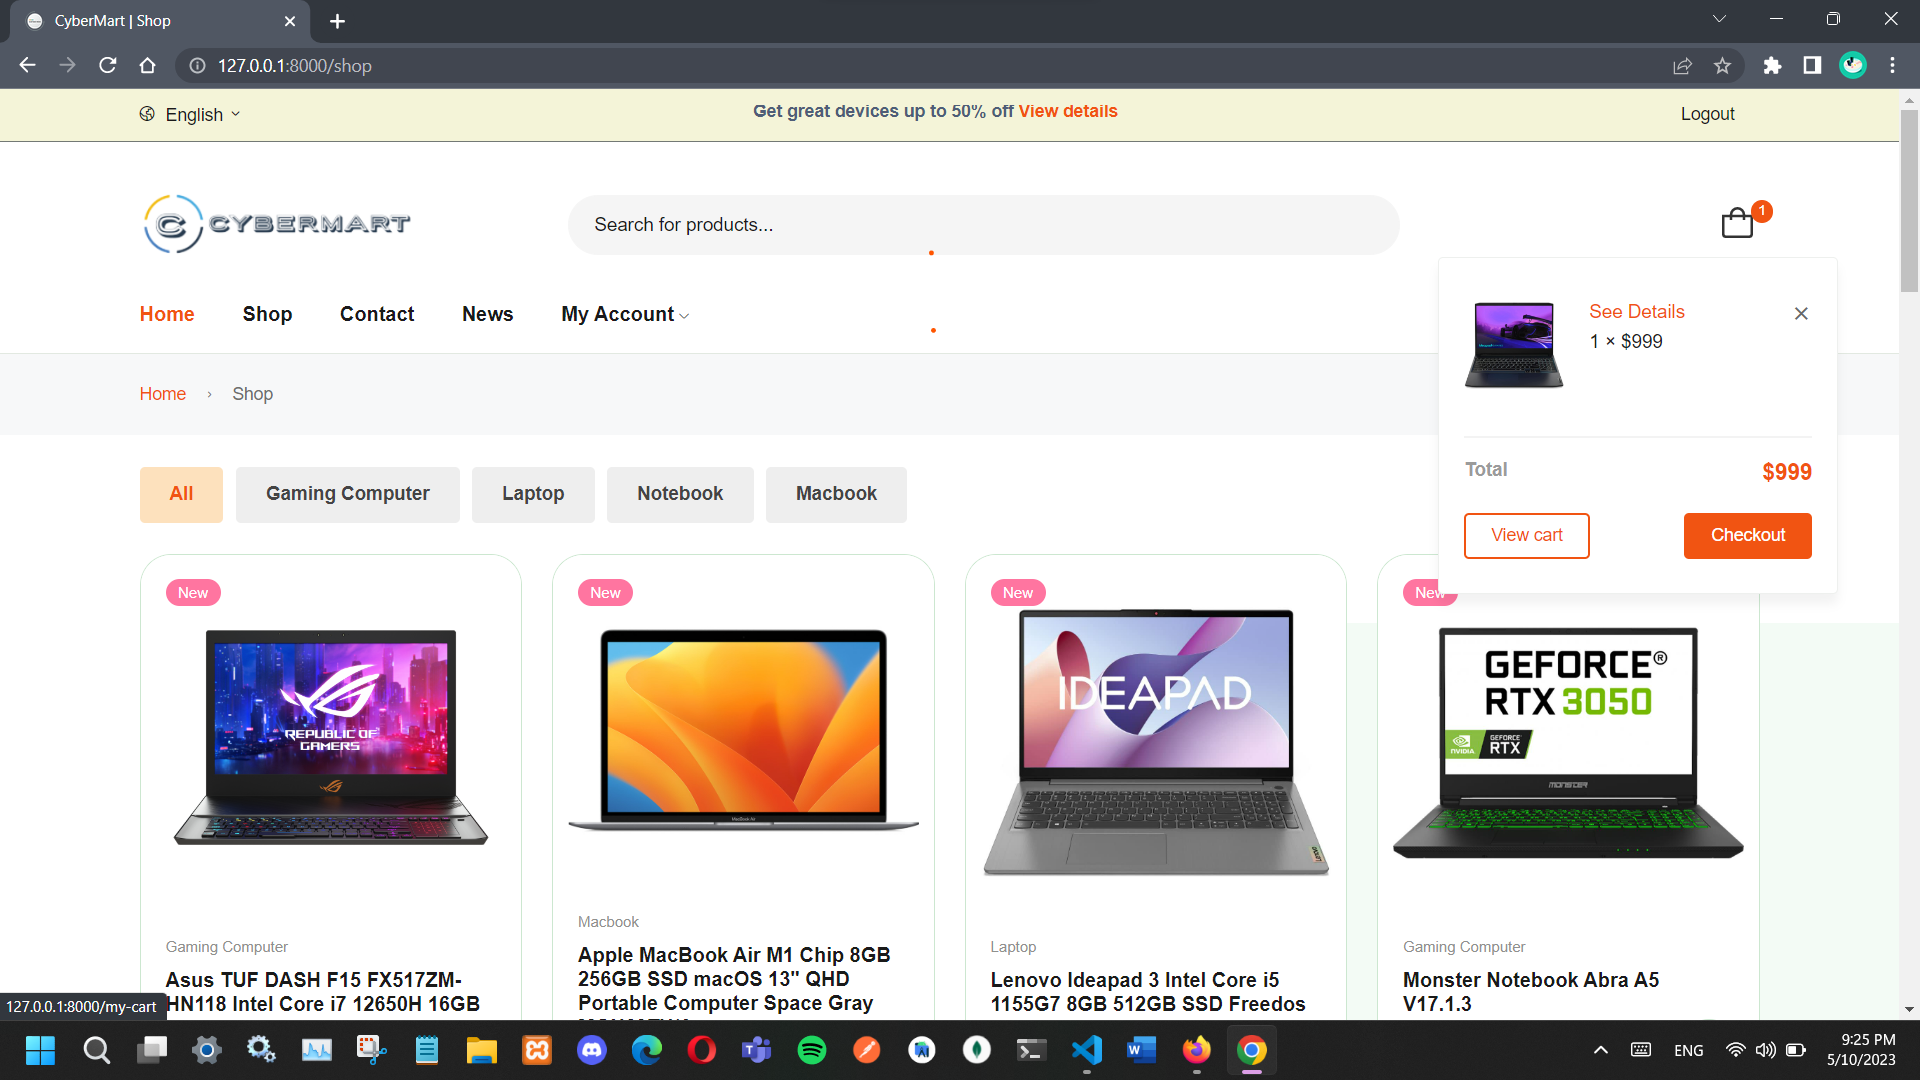 CyberMart | Shop
127.0.0.1:8000/shop
English
Get great devices up to 50% off View details
Logout
CYBERMART
Search for products...
1
Home
Shop
Contact
News
My Account
See Details
1 × $999
Home › Shop
Total
$999
View cart
Checkout
All
Gaming Computer
Laptop
Notebook
Macbook
New
New
New
New
REPUBLIC OF
GAMERS
MacBook Air
IDEAPAD
Lenovo
GEFORCE®
RTX 3050
NVIDIA
GEFORCE
RTX
MONSTER
Gaming Computer
Asus TUF DASH F15 FX517ZM-
HN118 Intel Core i7 12650H 16GB
Macbook
Apple MacBook Air M1 Chip 8GB
256GB SSD macOS 13" QHD
Portable Computer Space Gray
Laptop
Lenovo Ideapad 3 Intel Core i5
1155G7 8GB 512GB SSD Freedos
Gaming Computer
Monster Notebook Abra A5
V17.1.3
127.0.0.1:8000/my-cart
ENG
9:25 PM
5/10/2023